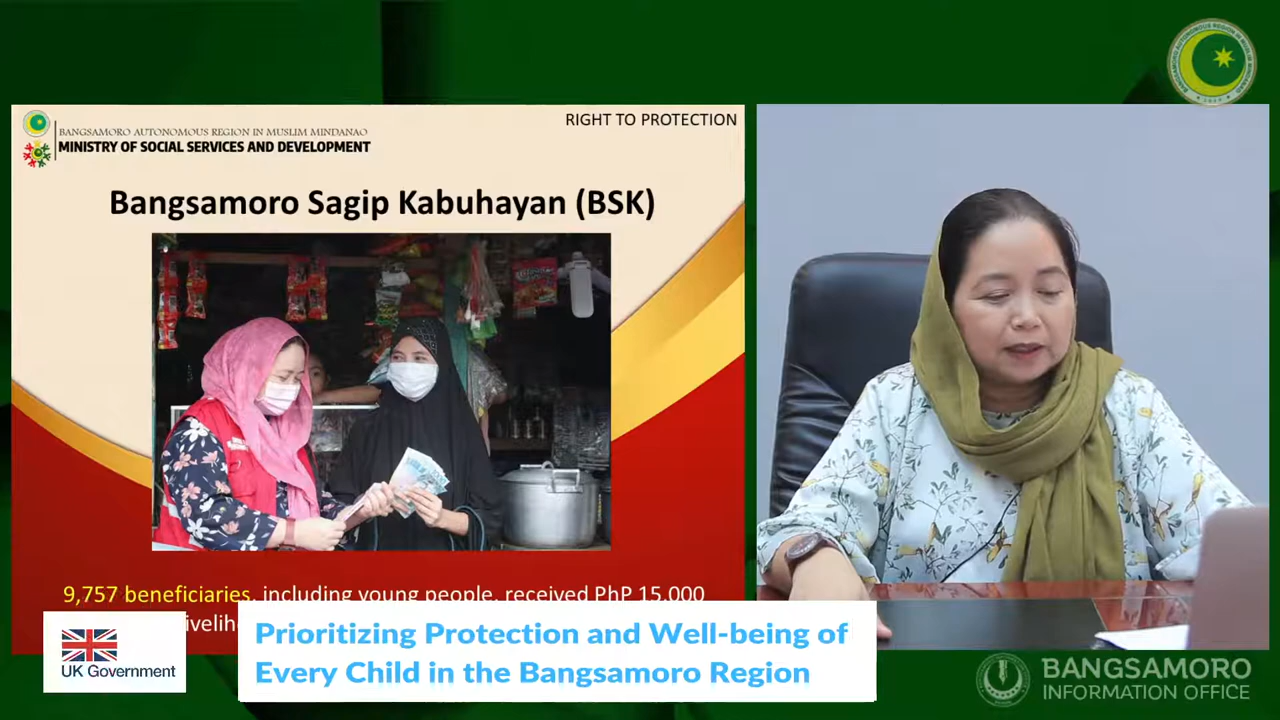 RIGHT TO PROTECTION
BANGSAMORO AUTONOMOUS REGION IN MUSLIM MINDANAO
MINISTRY OF SOCIAL SERVICES AND DEVELOPMENT
Bangsamoro Sagip Kabuhayan (BSK)
9,757 beneficiaries, including young people, received PhP 15,000
UK Government
Prioritizing Protection and Well-being of
Every Child in the Bangsamoro Region
BANGSAMORO
INFORMATION OFFICE